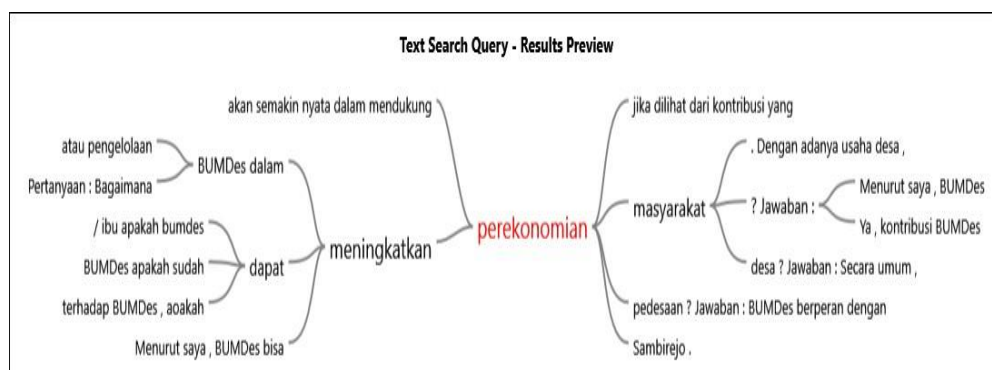 Text Search Query - Results Preview
akan semakin nyata dalam mendukung
atau pengelolaan
Pertanyaan : Bagaimana
BUMDes dalam
/ ibu apakah bumdes
BUMDes apakah sudah
terhadap BUMDes , aoakah
dapat
Menurut saya , BUMDes bisa
meningkatkan
perekonomian
jika dilihat dari kontribusi yang
masyarakat
. Dengan adanya usaha desa ,
? Jawaban :
Menurut saya , BUMDes
Ya , kontribusi BUMDes
desa ? Jawaban : Secara umum ,
pedesaan ? Jawaban : BUMDes berperan dengan
Sambirejo .